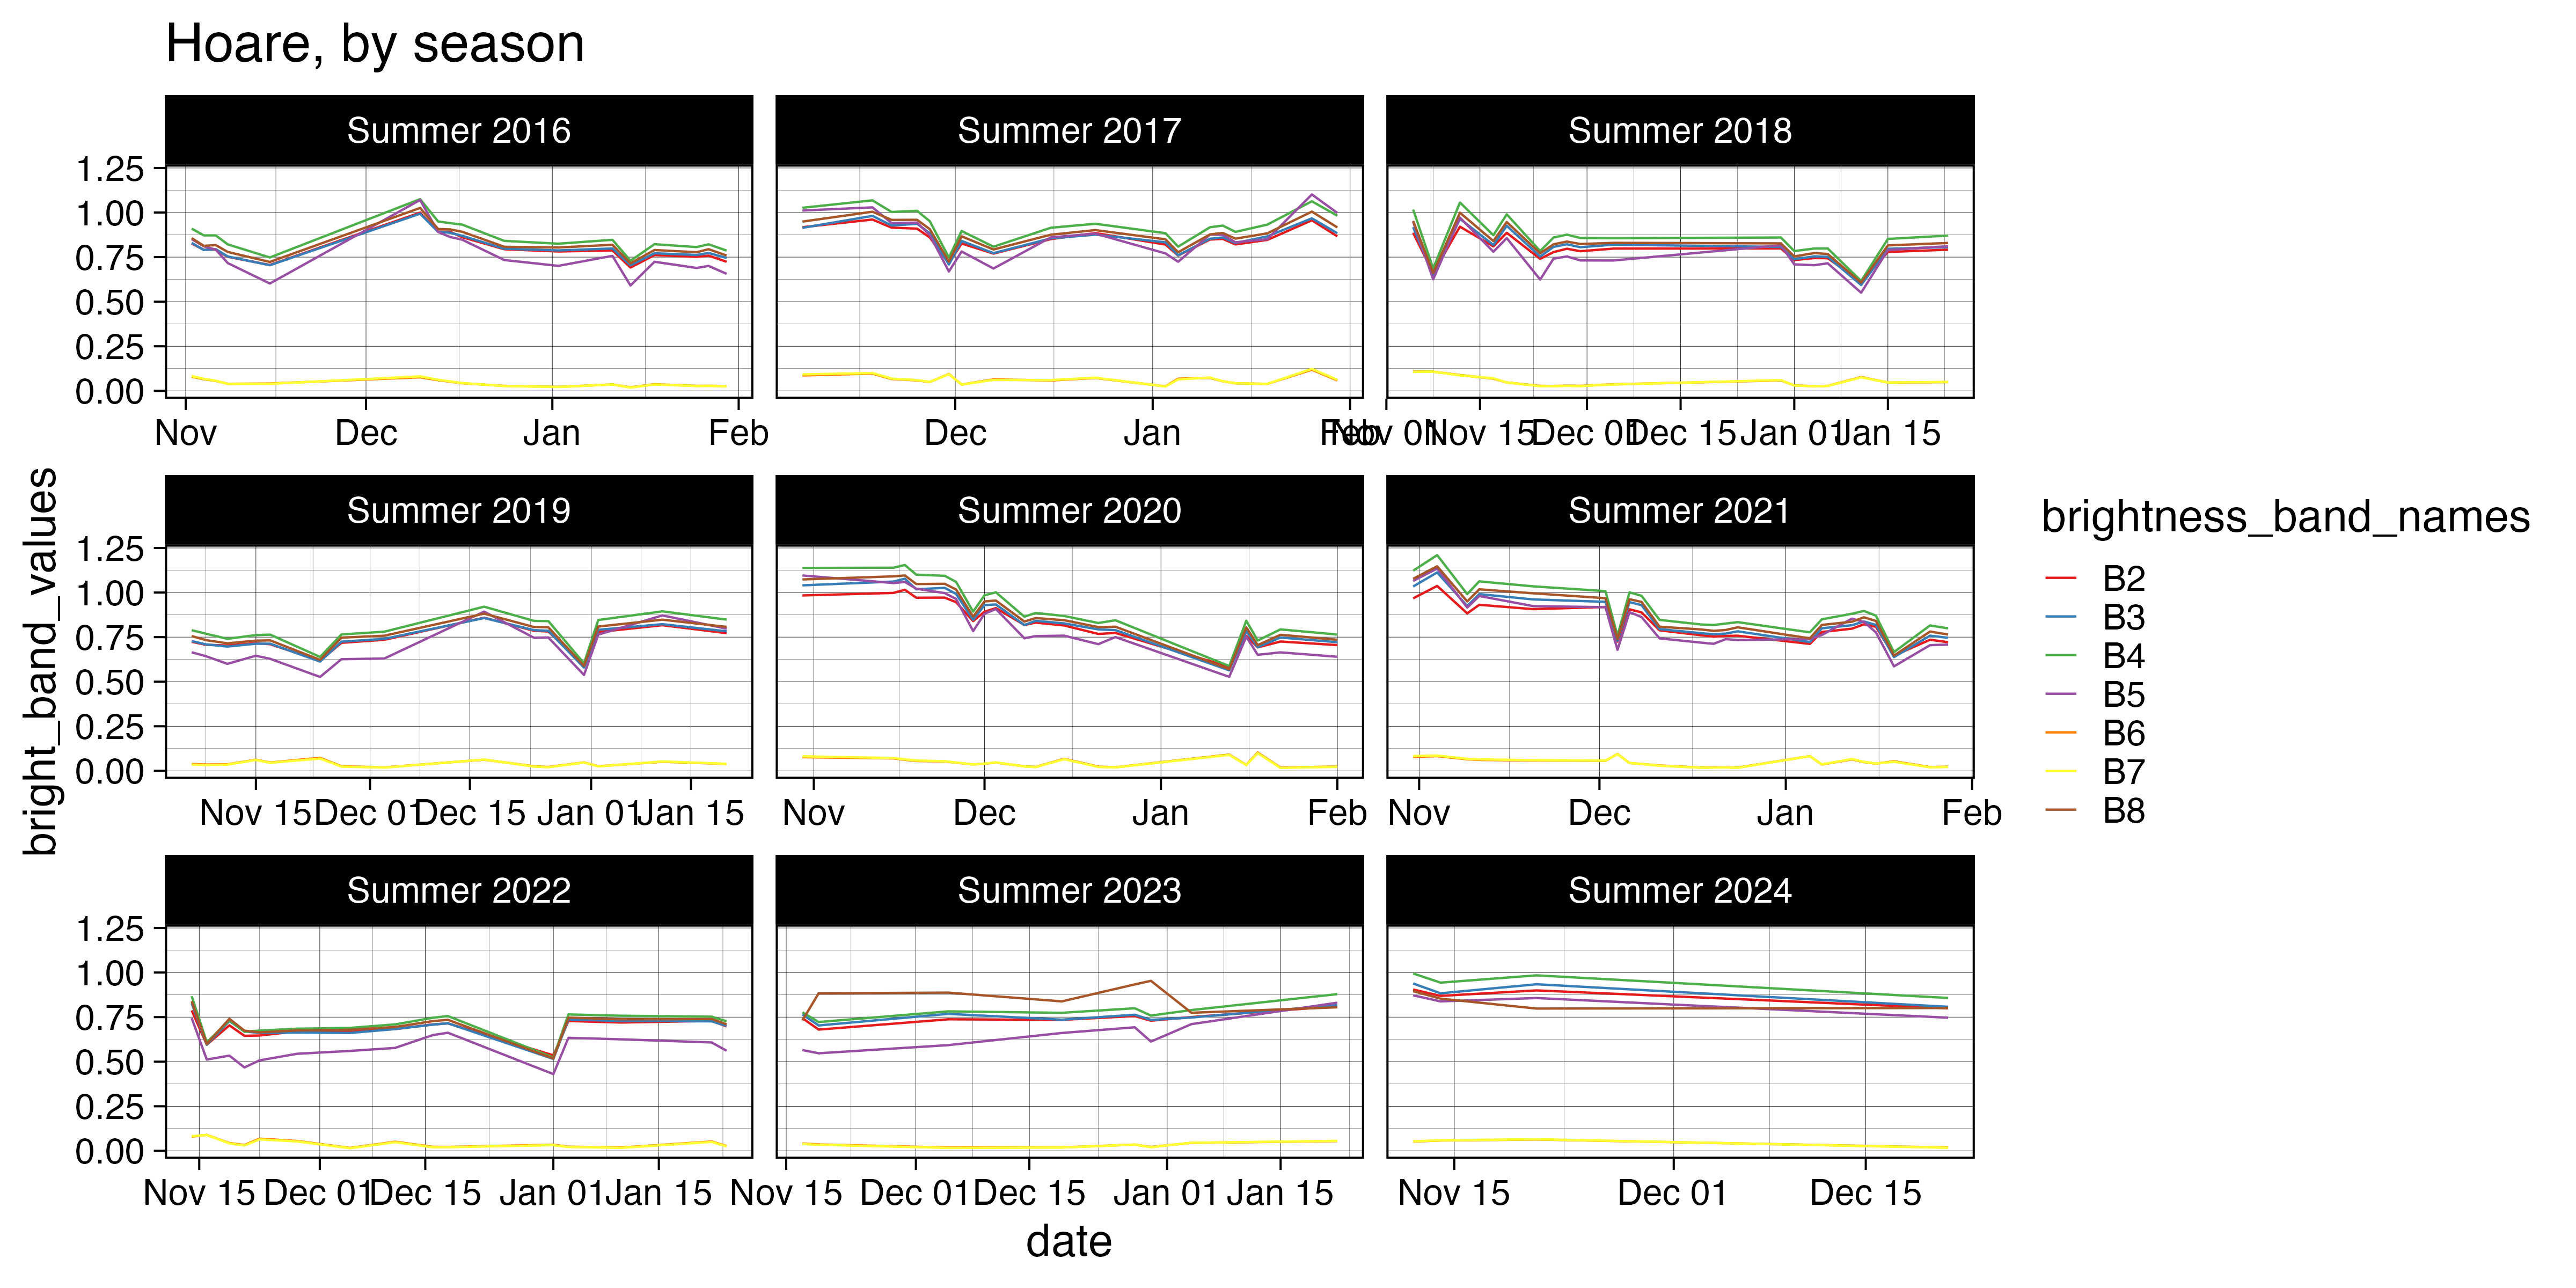 Hoare, by season
Summer 2016 Summer 2017 Summer 2018
1.25
1.00
0.75
0.50
0.25
0.00
Nov Dec Jan Feb Dec Jan Feb Nov 01 Nov 15 Dec 01 Dec 15 Jan 01 Jan 15
Summer 2019 Summer 2020 Summer 2021
1.25
1.00
0.75
0.50
0.25
0.00
Nov 15 Dec 01 Dec 15 Jan 01 Jan 15 Nov Dec Jan Feb Nov Dec Jan Feb
Summer 2022 Summer 2023 Summer 2024
1.25
1.00
0.75
0.50
0.25
0.00
Nov 15 Dec 01 Dec 15 Jan 01 Jan 15 Nov 15 Dec 01 Dec 15 Jan 01 Jan 15 Nov 15 Dec 01 Dec 15
date
bright_band_values
brightness_band_names
B2
B3
B4
B5
B6
B7
B8